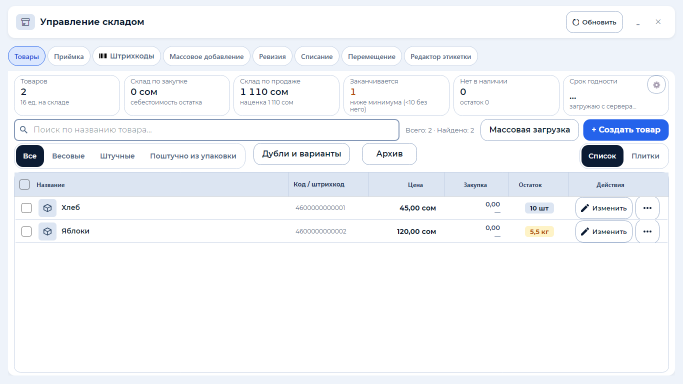 Управление складом
Обновить
Товары Приёмка Штрихкоды Массовое добавление Ревизия Списание Перемещение Редактор этикетки
Товары
2
16 ед. на складе
Склад по закупке
0 сом
себестоимость остатка
Склад по продаже
1 110 сом
наценка 1 110 сом
Заканчивается
1
ниже минимума (<10 без
него)
Нет в наличии
0
остаток 0
Срок годности
...
загружаю с сервера...
Поиск по названию товара...
Всего: 2 · Найдено: 2
Массовая загрузка
+ Создать товар
Все Весовые Штучные Поштучно из упаковки
Дубли и варианты
Архив
Список Плитки
Название Код / штрихкод Цена Закупка Остаток Действия
Хлеб 4600000000001 45,00 сом 0,00 10 шт Изменить •••
—
Яблоки 4600000000002 120,00 сом 0,00 5,5 кг Изменить •••
—